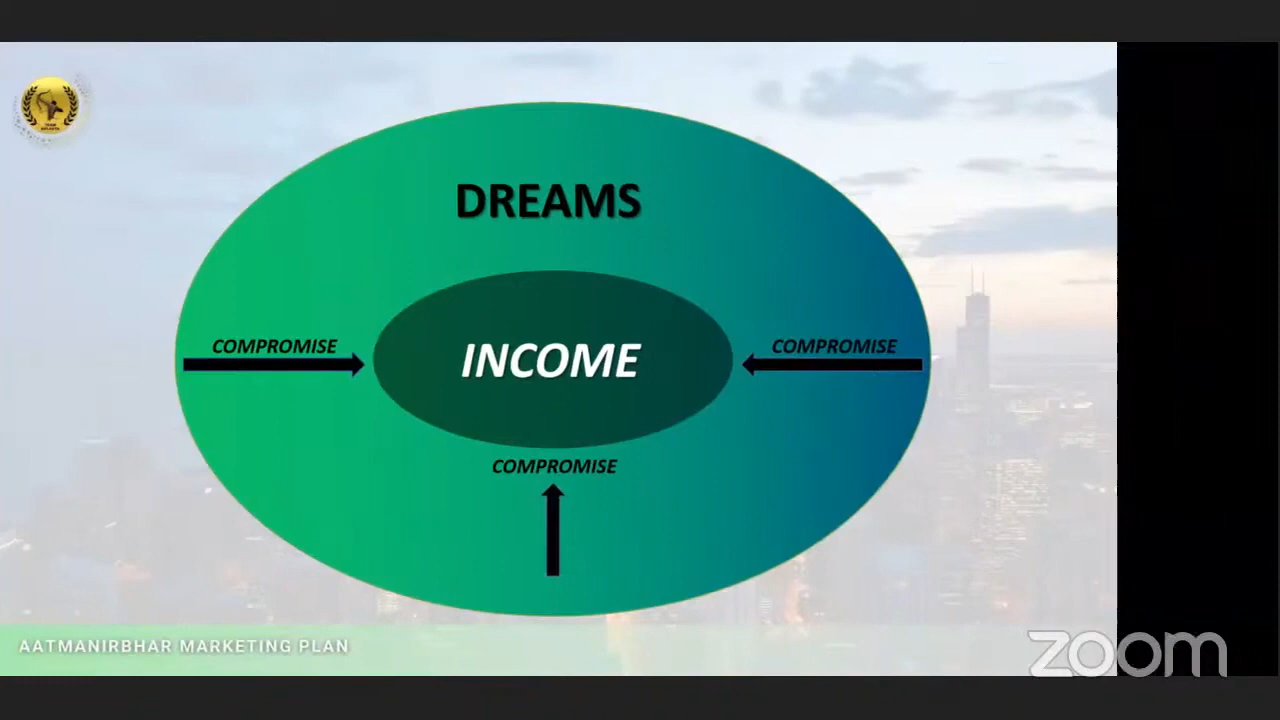 DREAMS
COMPROMISE
INCOME
COMPROMISE
COMPROMISE
AATMANIRBHAR MARKETING PLAN
zoom